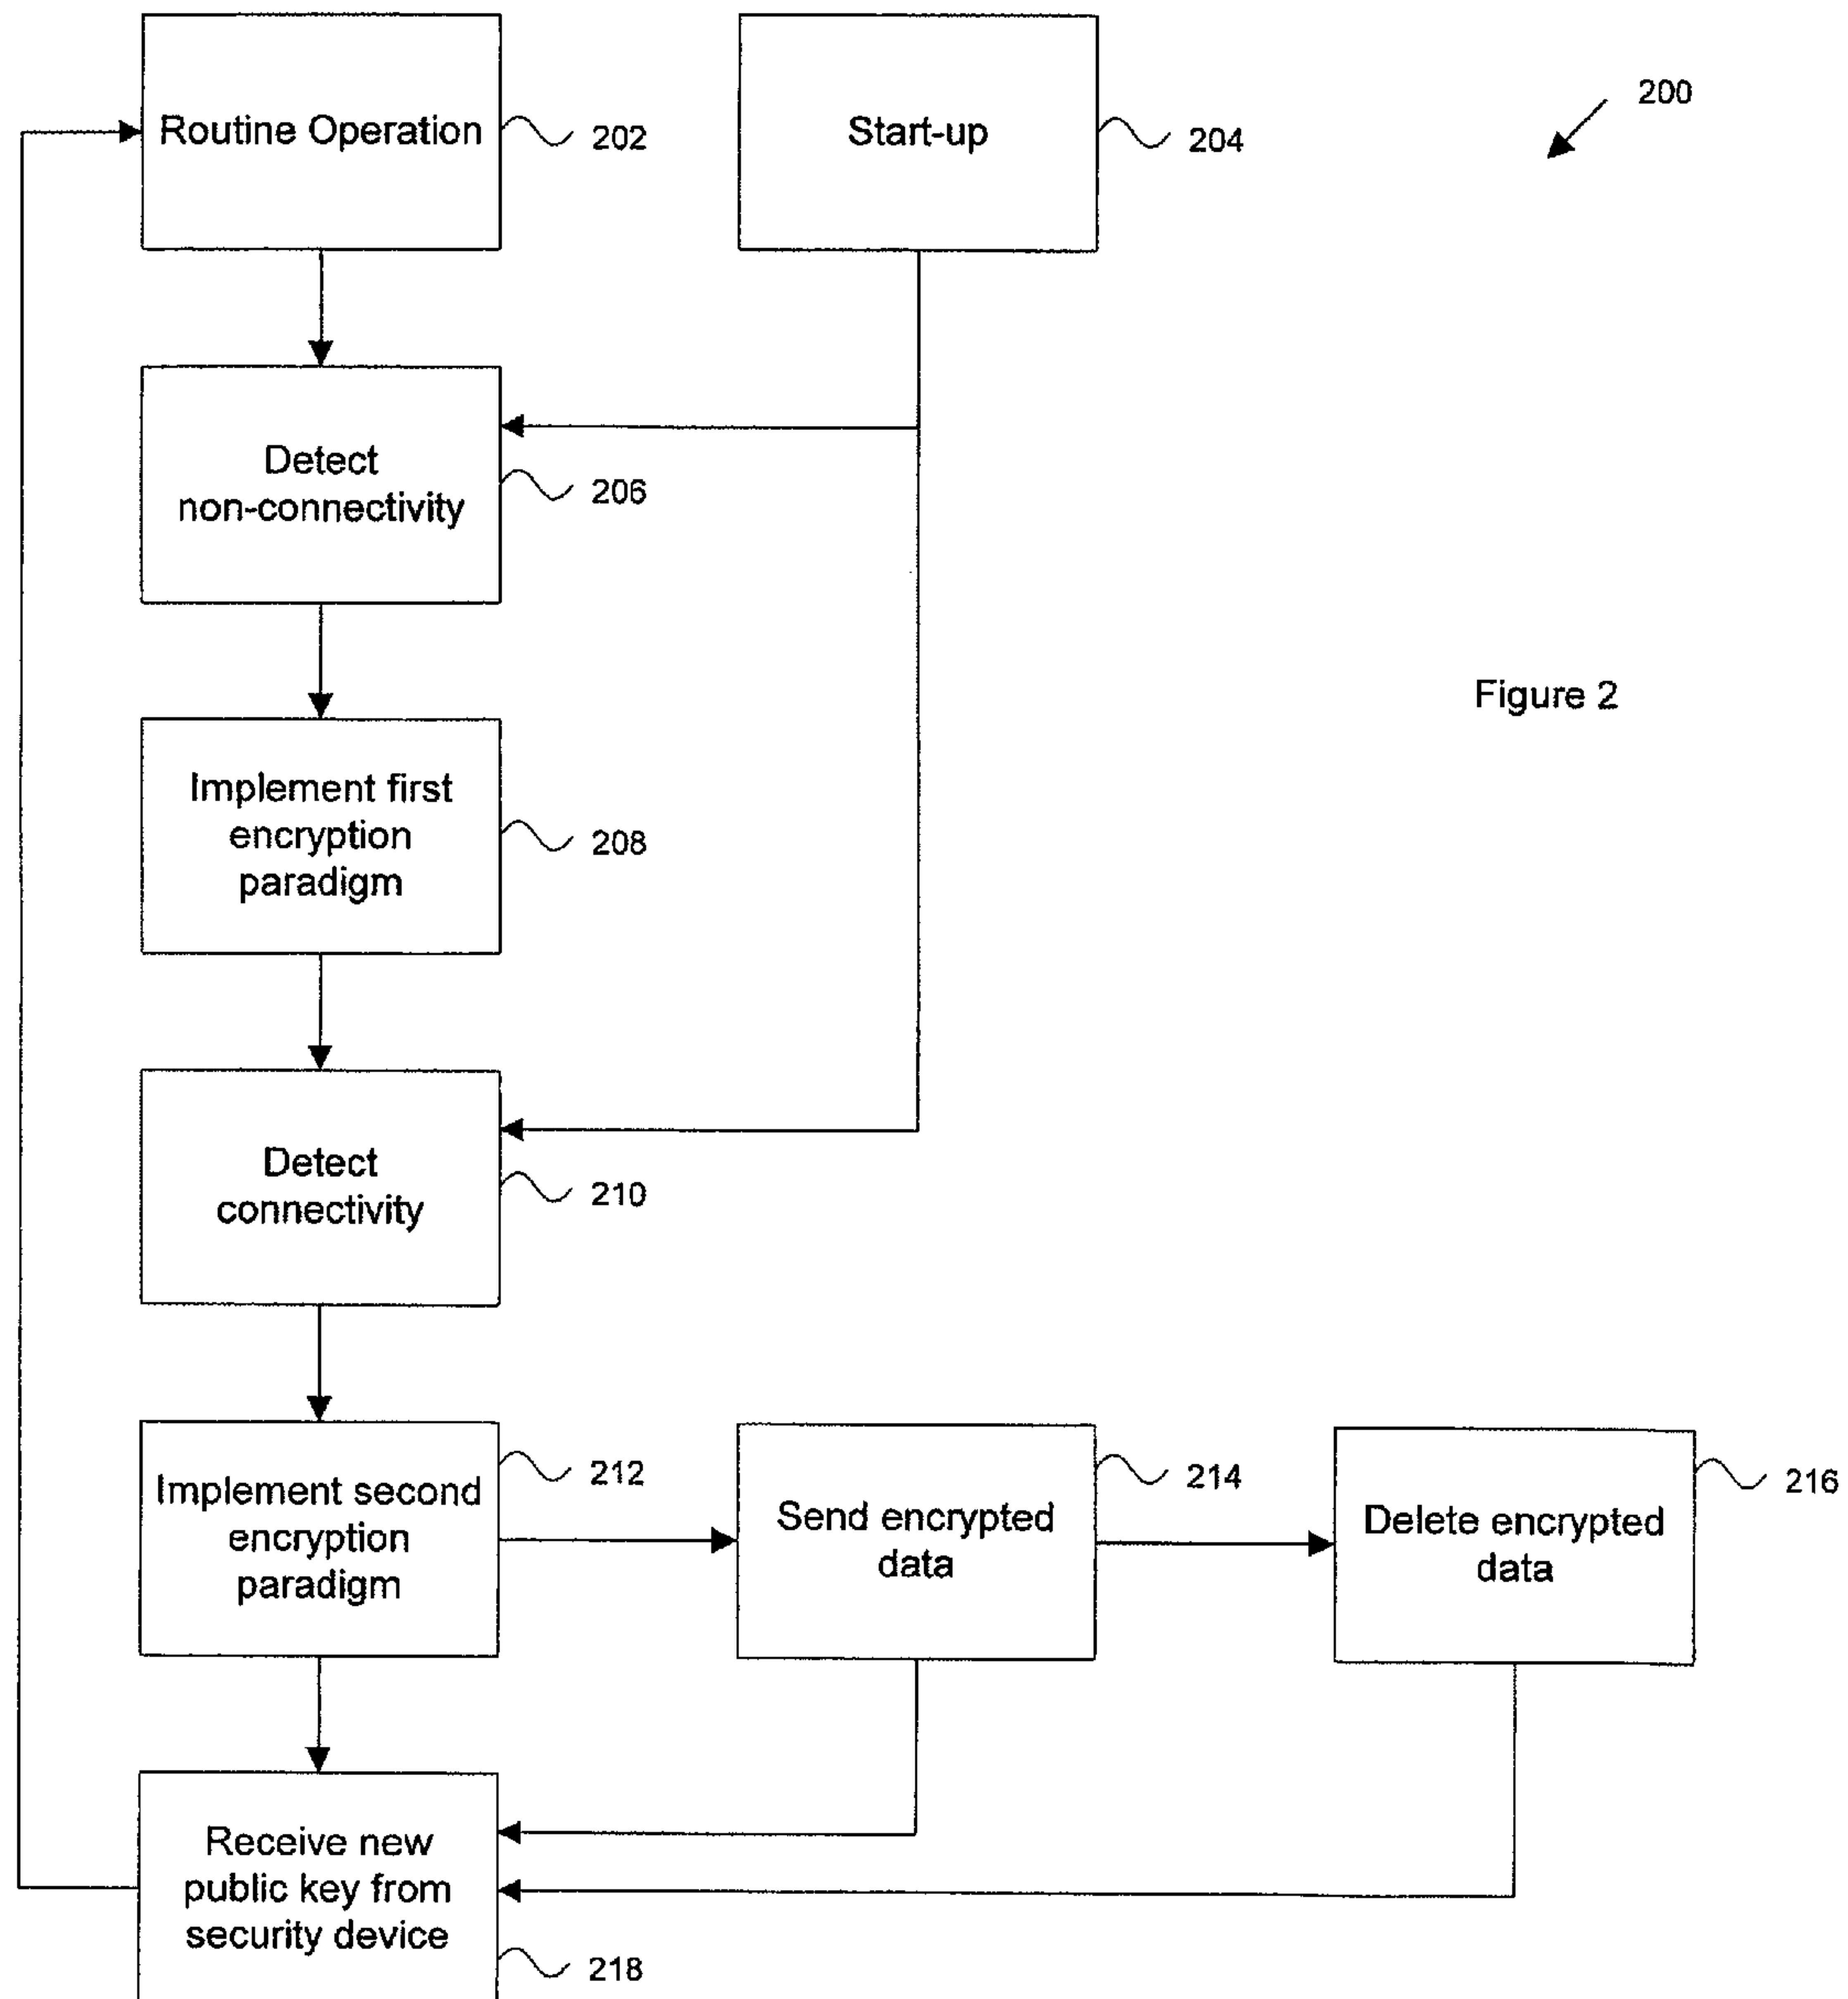 Routine Operation
202
Start-up
204
200
Detect
non-connectivity
206
Figure 2
Implement first
encryption
paradigm
208
Detect
connectivity
210
Implement second
encryption
paradigm
212
Send encrypted
data
214
Delete encrypted
data
216
Receive new
public key from
security device
218